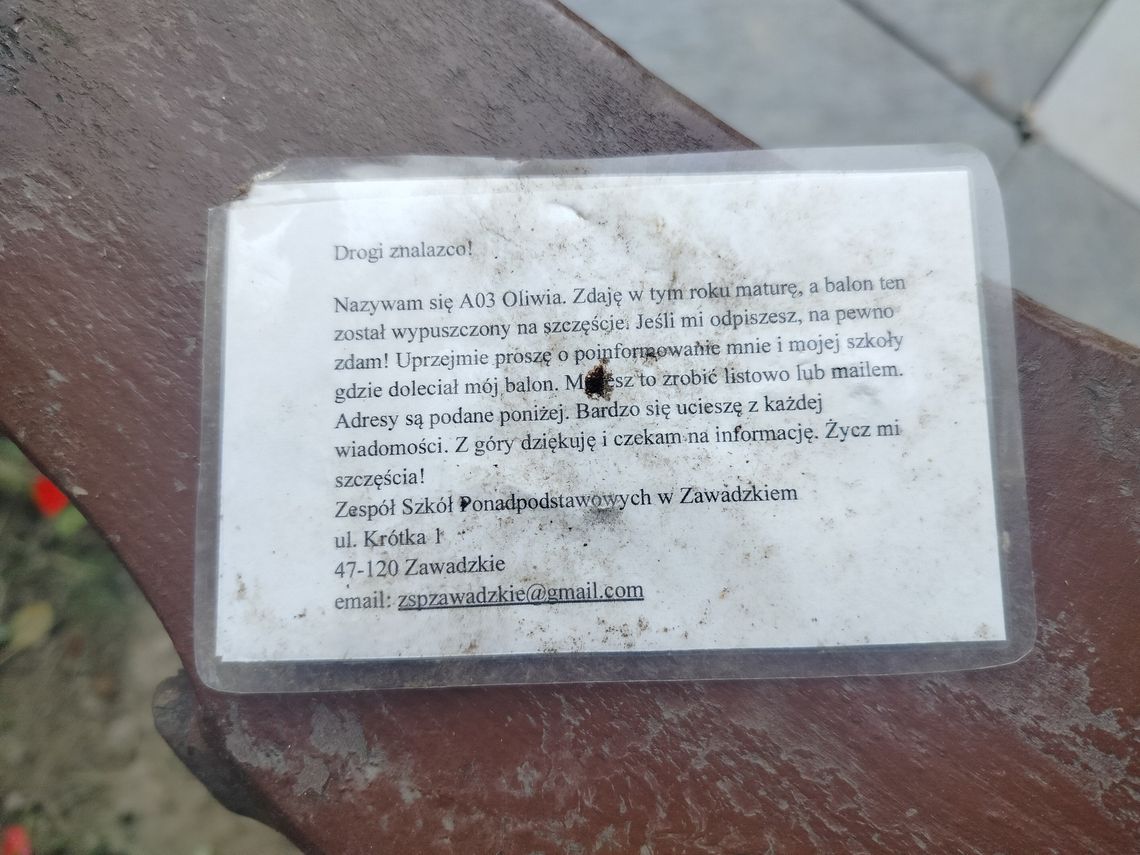 Drogi znalazco!
Nazywam się A03 Oliwia. Zdaję w tym roku maturę, a balon ten
został wypuszczony na szczęście. Jeśli mi odpiszesz, na pewno
zdam! Uprzejmie proszę o poinformowanie mnie i mojej szkoły
gdzie doleciał mój balon. to zrobić listowo lub mailem.
Adresy są podane poniżej. Bardzo się ucieszę z każdej
wiadomości. Z góry dziękuję i czekam na informację. Życz mi
szczęścia!
Zespół Szkół Ponadpodstawowych w Zawadzkiem
ul. Krótka 1
47-120 Zawadzkie
email: zspzawadzkie@gmail.com